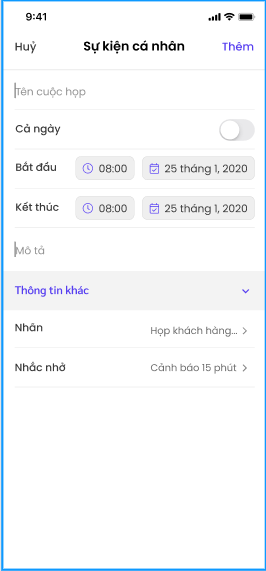 9:41
Huỷ Sự kiện cá nhân Thêm
Tên cuộc họp
Cả ngày
Bắt đầu 08:00 25 tháng 1, 2020
Kết thúc 08:00 25 tháng 1, 2020
Mô tả
Thông tin khác
Nhãn Họp khách hàng...
Nhắc nhở Cảnh báo 15 phút